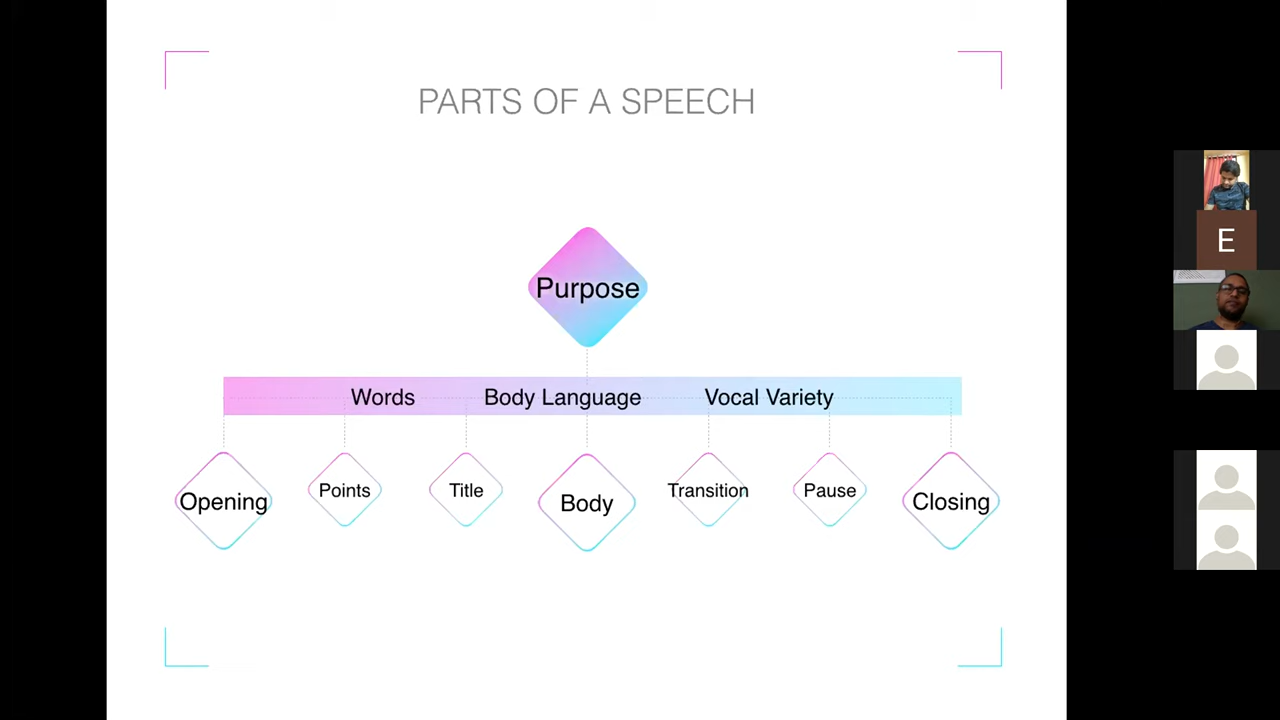 PARTS OF A SPEECH
Purpose
Words Body Language Vocal Variety
Opening Points Title Body Transition Pause Closing
E